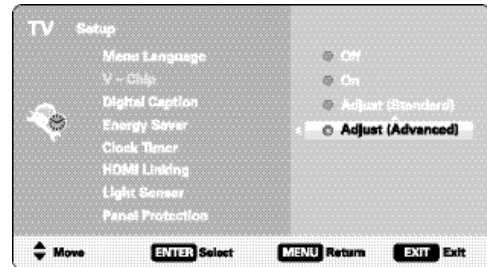 TV Setup
Menu Language
V – Chip
Digital Caption
Energy Saver
Clock Timer
HDMI Linking
Light Sensor
Panel Protection
Off
On
Adjust (Standard)
Adjust (Advanced)
Move ENTER Select MENU Return EXIT Exit